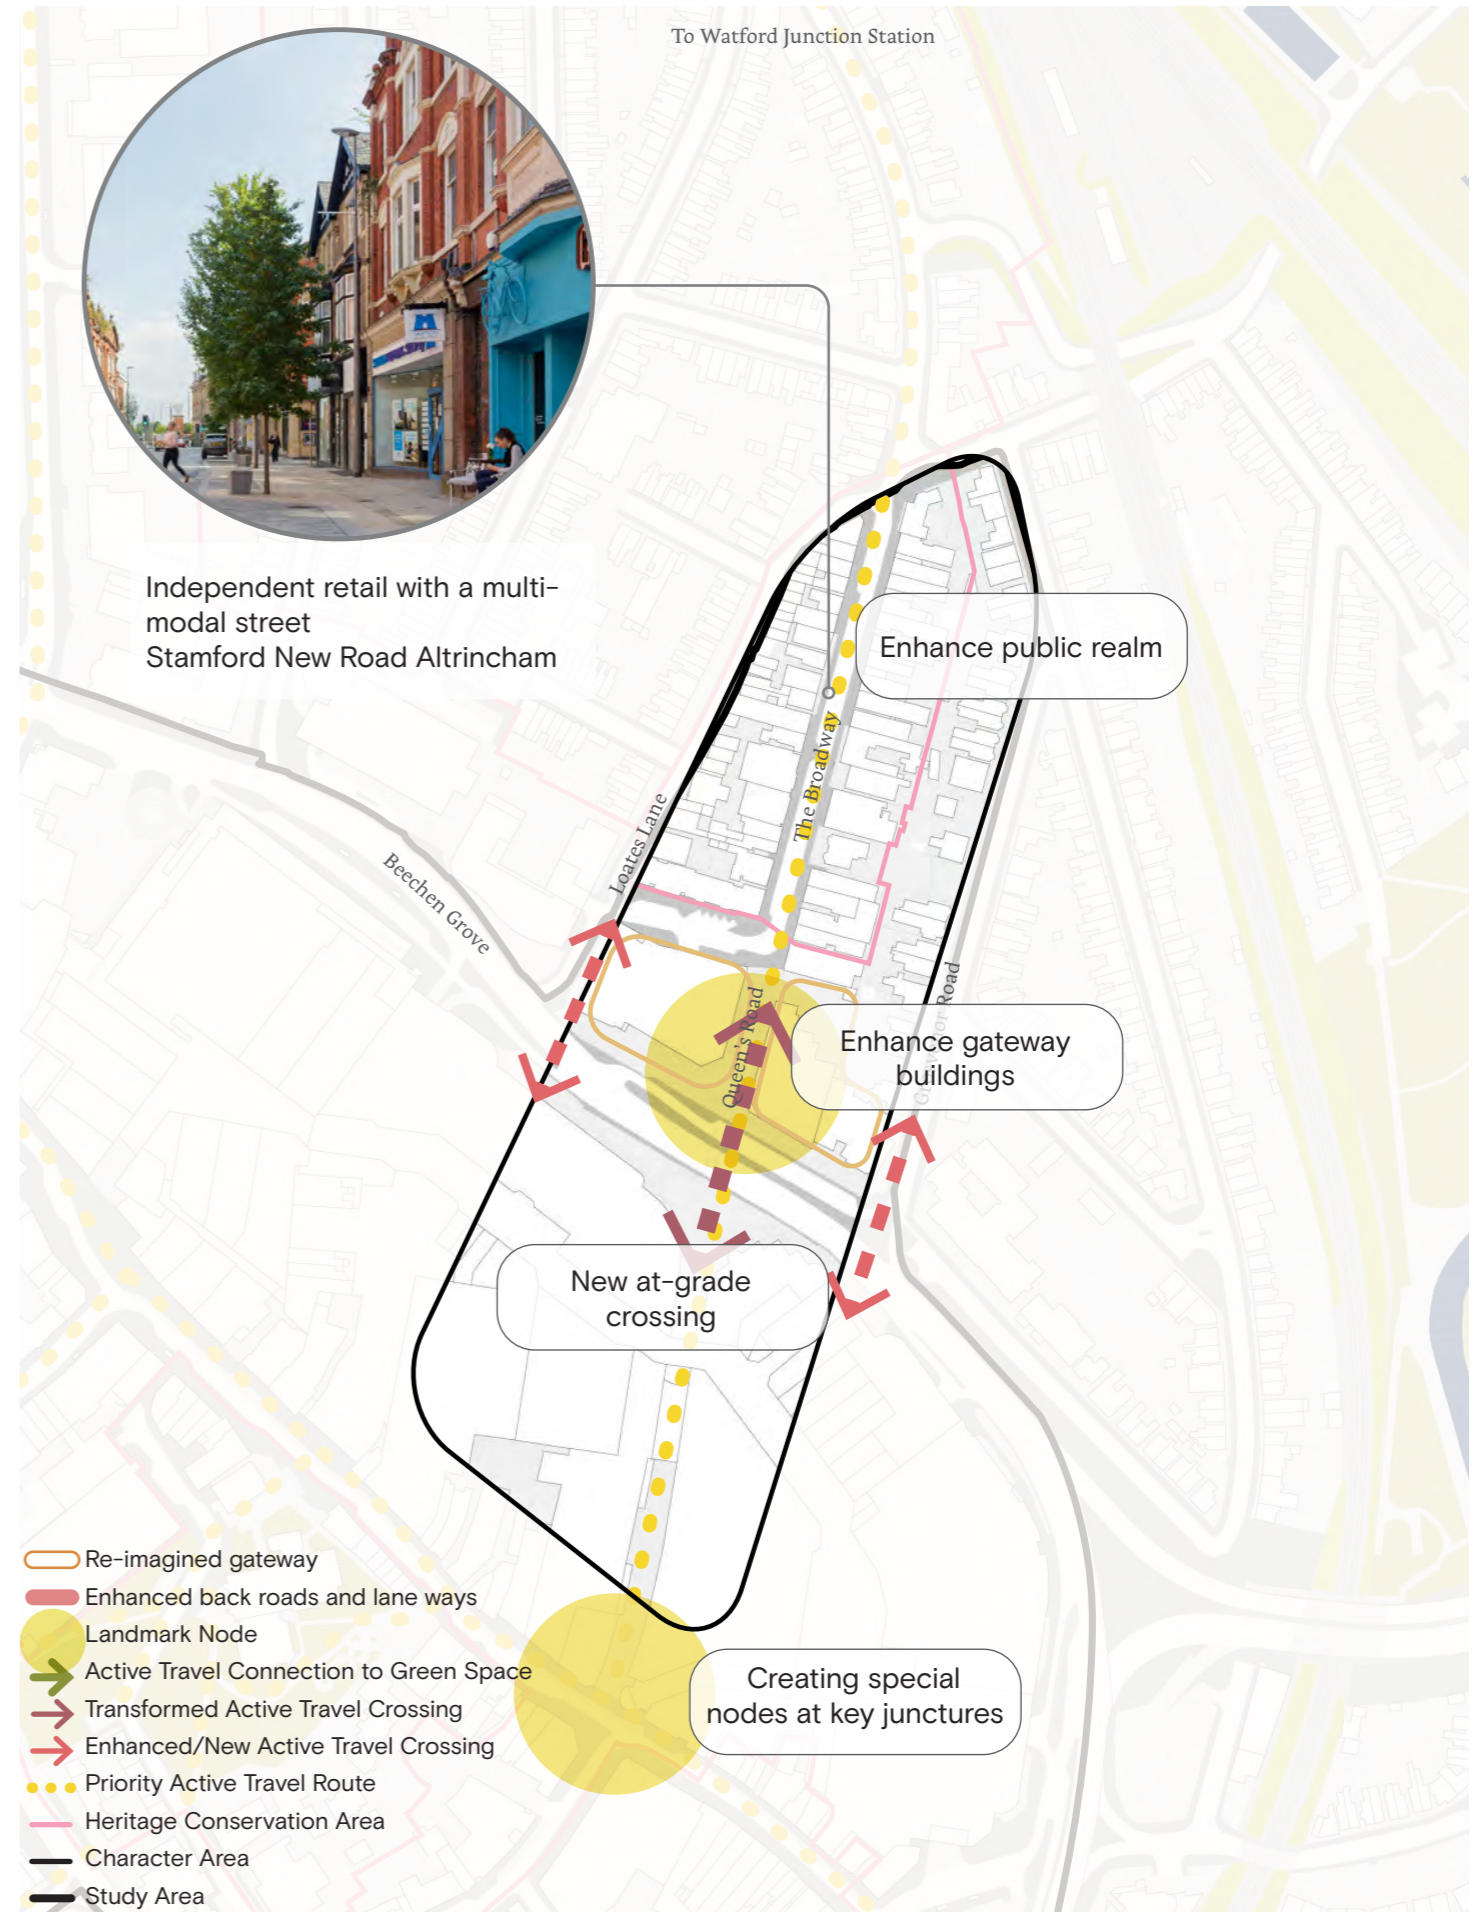 To Watford Junction Station
Independent retail with a multi-
modal street
Stamford New Road Altrincham
Enhance public realm
The Broadway
Loates Lane
Beechen Grove
Queen's Road
Road
Enhance gateway
buildings
New at-grade
crossing
Creating special
nodes at key junctures
Re-imagined gateway
Enhanced back roads and lane ways
Landmark Node
Active Travel Connection to Green Space
Transformed Active Travel Crossing
Enhanced/New Active Travel Crossing
Priority Active Travel Route
Heritage Conservation Area
Character Area
Study Area